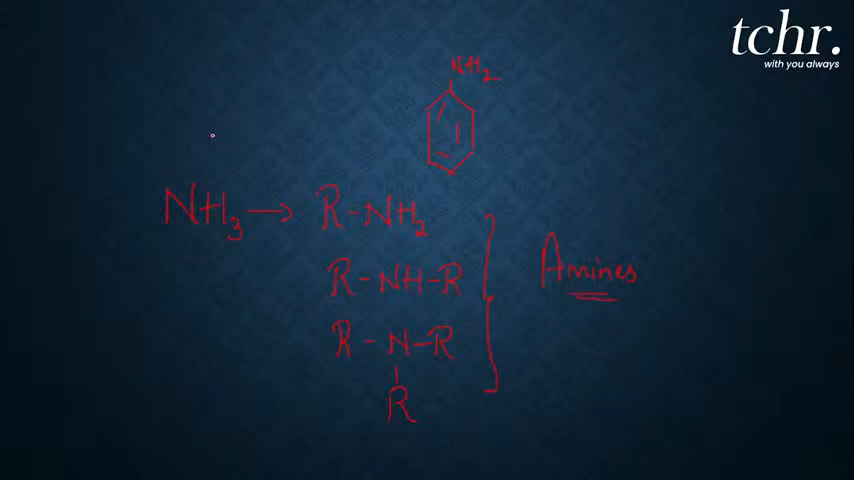 tchr.
with you always
NH2
NH3 → R-NH2
R-NH-R
Amines
R-N-R
R